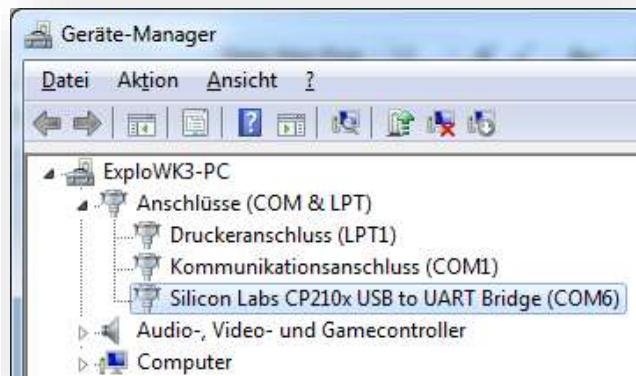 Geräte-Manager
Datei Aktion Ansicht ?
ExploWK3-PC
Anschlüsse (COM & LPT)
Druckeranschluss (LPT1)
Kommunikationsanschluss (COM1)
Silicon Labs CP210x USB to UART Bridge (COM6)
Audio-, Video- und Gamecontroller
Computer